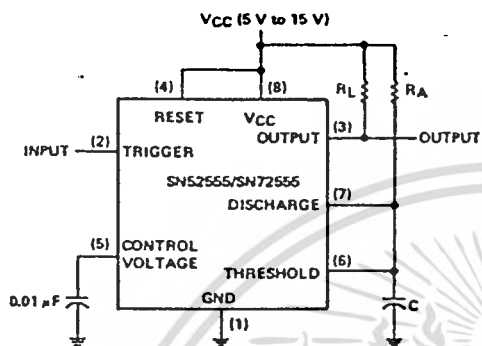 VCC (5 V to 15 V)
(4)
(8)
RL
RA
RESET
VCC
OUTPUT
(3)
OUTPUT
INPUT
(2)
TRIGGER
SN52555/SN72555
(7)
DISCHARGE
(5)
CONTROL
VOLTAGE
(6)
THRESHOLD
0.01 μF
GND
C
(1)